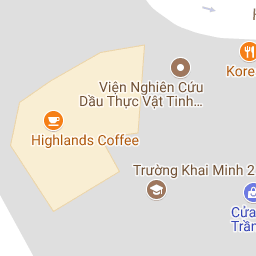 H
Viện Nghiên Cứu
Dầu Thực Vật Tinh...
Kore
Highlands Coffee
Trường Khai Minh 2
Cửa
Trần